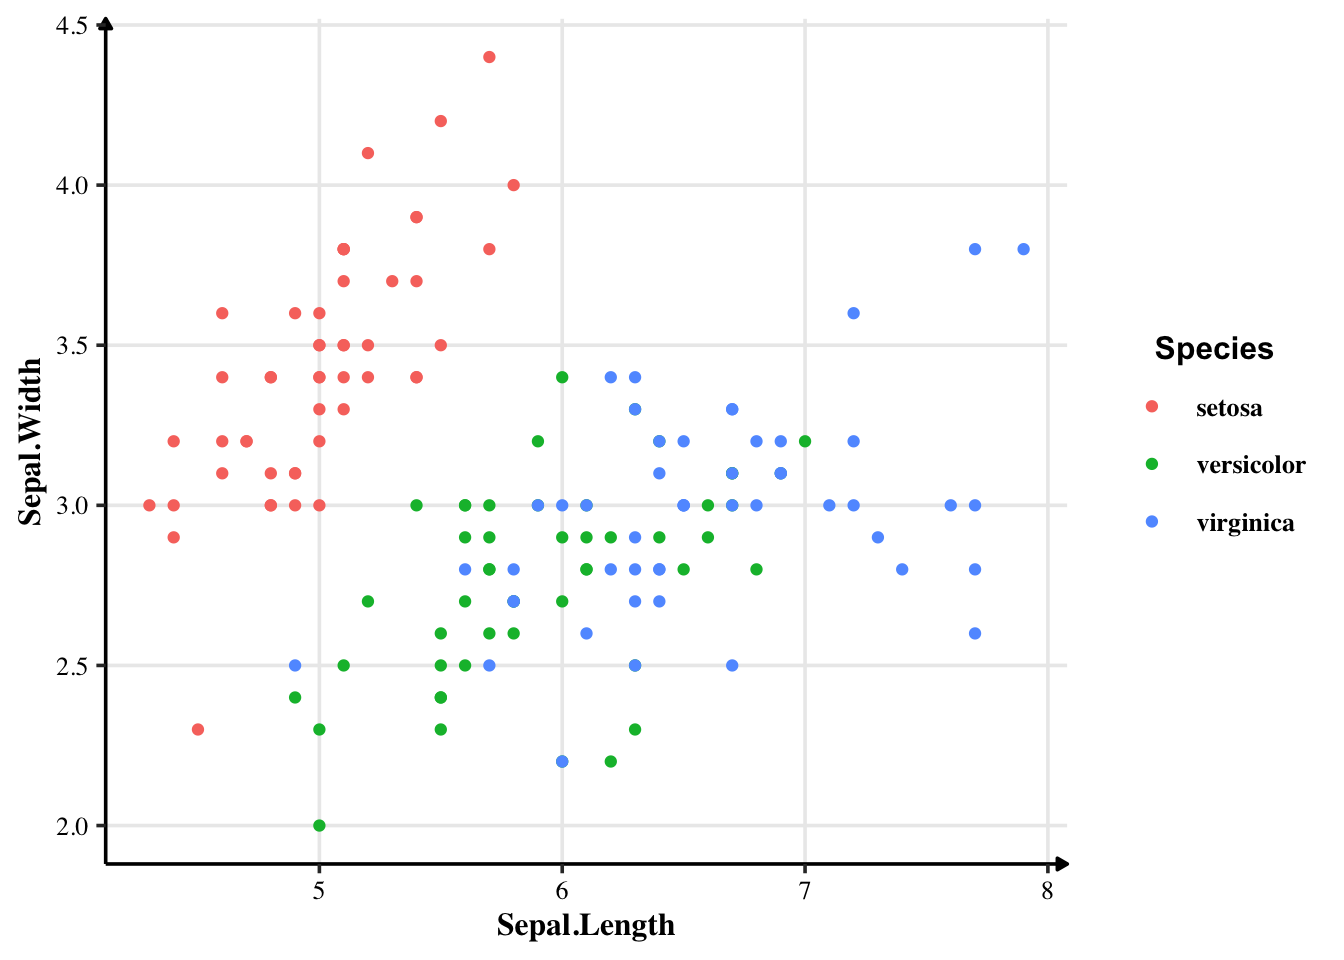 4.5
4.0
3.5
3.0
2.5
2.0
Sepal.Width
5 6 7 8
Sepal.Length
Species
setosa
versicolor
virginica